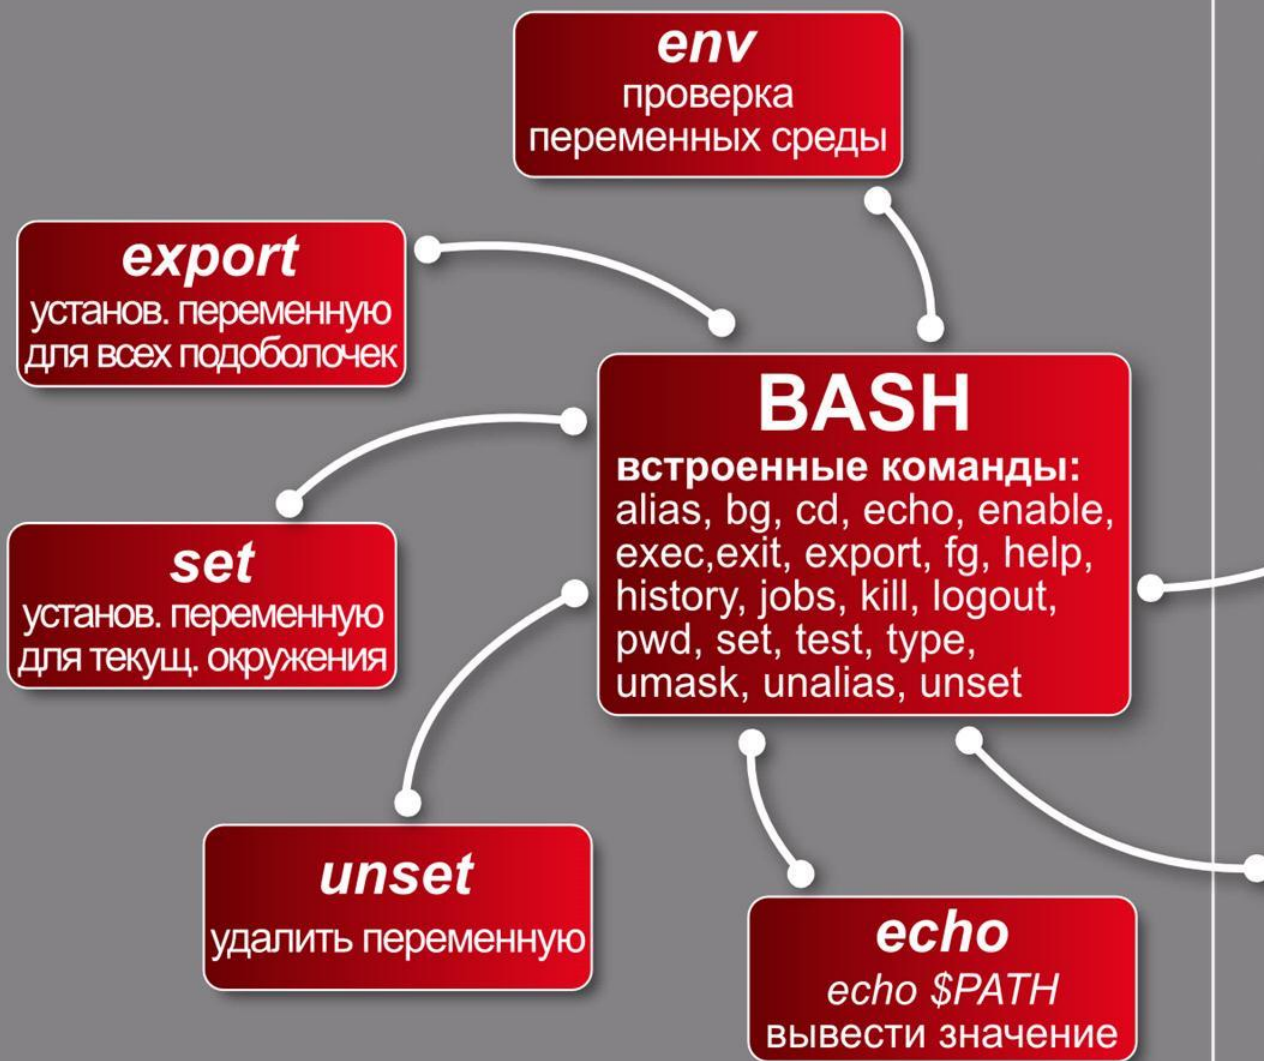 env
проверка
переменных среды
export
установ. переменную
для всех подоболочек
BASH
встроенные команды:
alias, bg, cd, echo, enable,
exec,exit, export, fg, help,
history, jobs, kill, logout,
pwd, set, test, type,
umask, unalias, unset
set
установ. переменную
для текущ. окружения
unset
удалить переменную
echo
echo $PATH
вывести значение